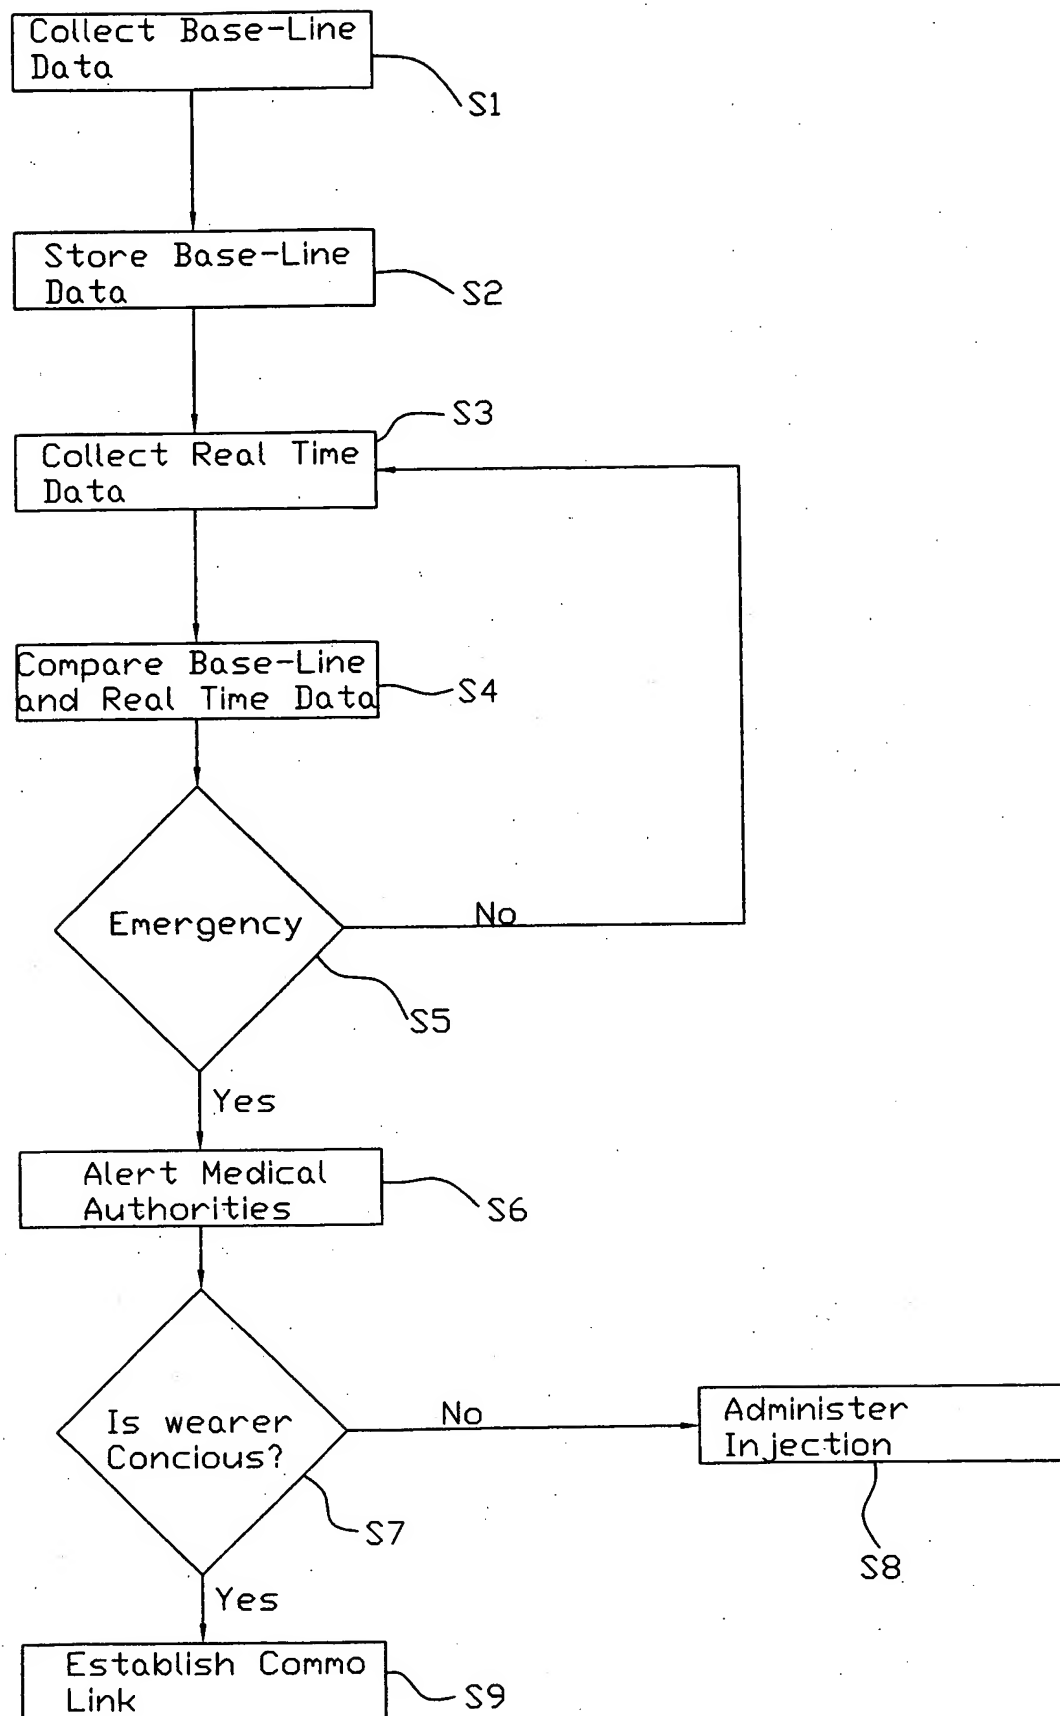 Collect Base-Line
Data
S1
Store Base-Line
Data
S2
S3
Collect Real Time
Data
Compare Base-Line
and Real Time Data
S4
Emergency
No
S5
Yes
Alert Medical
Authorities
S6
Is wearer
Concious?
No
Administer
Injection
S7
S8
Yes
Establish Commo
Link
S9